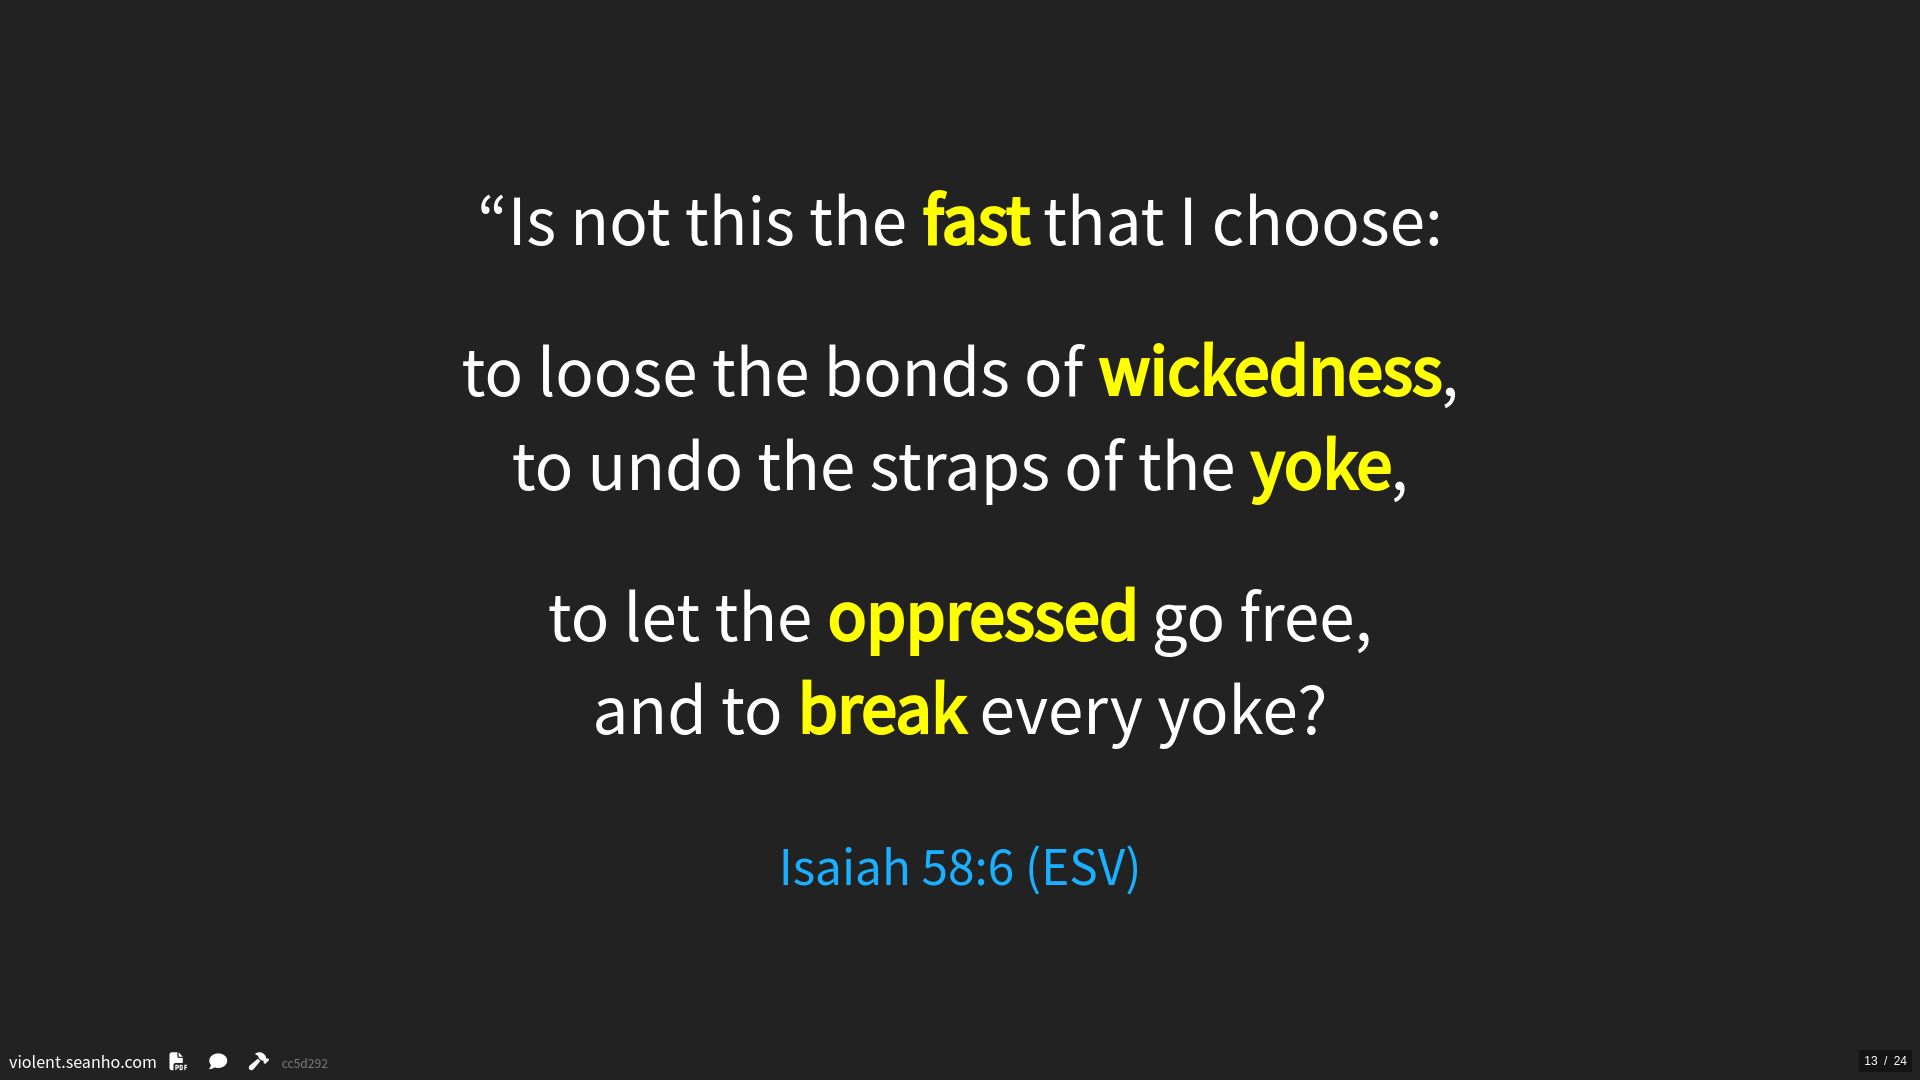 “Is not this the fast that I choose:
to loose the bonds of wickedness,
to undo the straps of the yoke,
to let the oppressed go free,
and to break every yoke?
Isaiah 58:6 (ESV)
violent.seanho.com PDF cc5d292
13 / 24